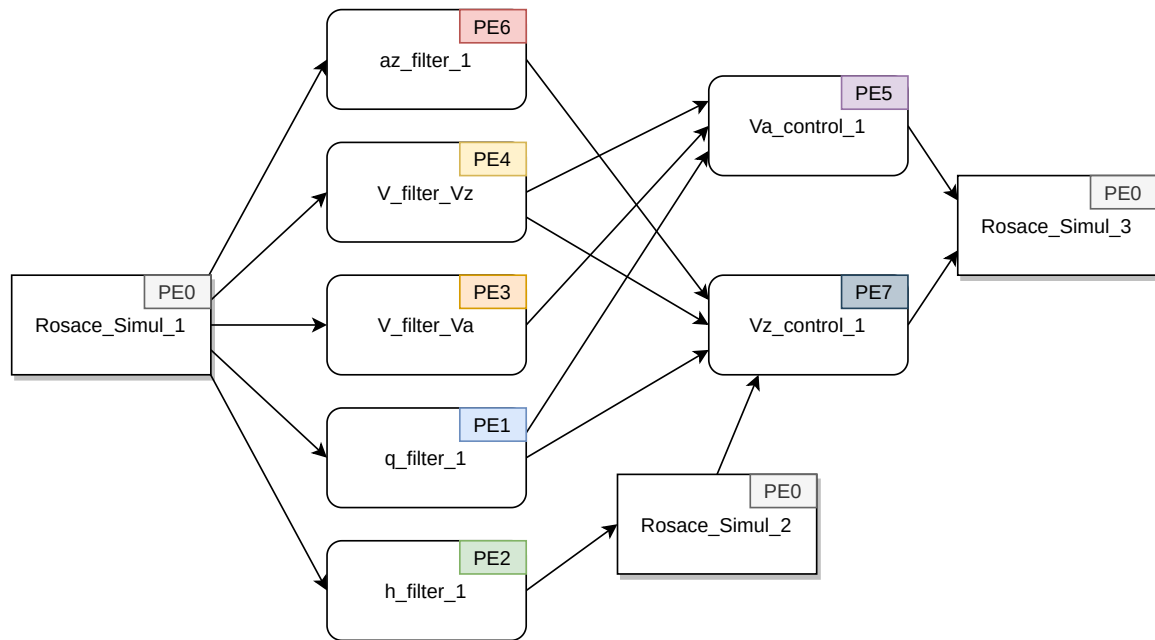 PE6
az_filter_1
PE4
V_filter_Vz
PE5
Va_control_1
PE0
Rosace_Simul_1
PE3
V_filter_Va
PE7
Vz_control_1
PE0
Rosace_Simul_3
PE1
q_filter_1
PE0
Rosace_Simul_2
PE2
h_filter_1